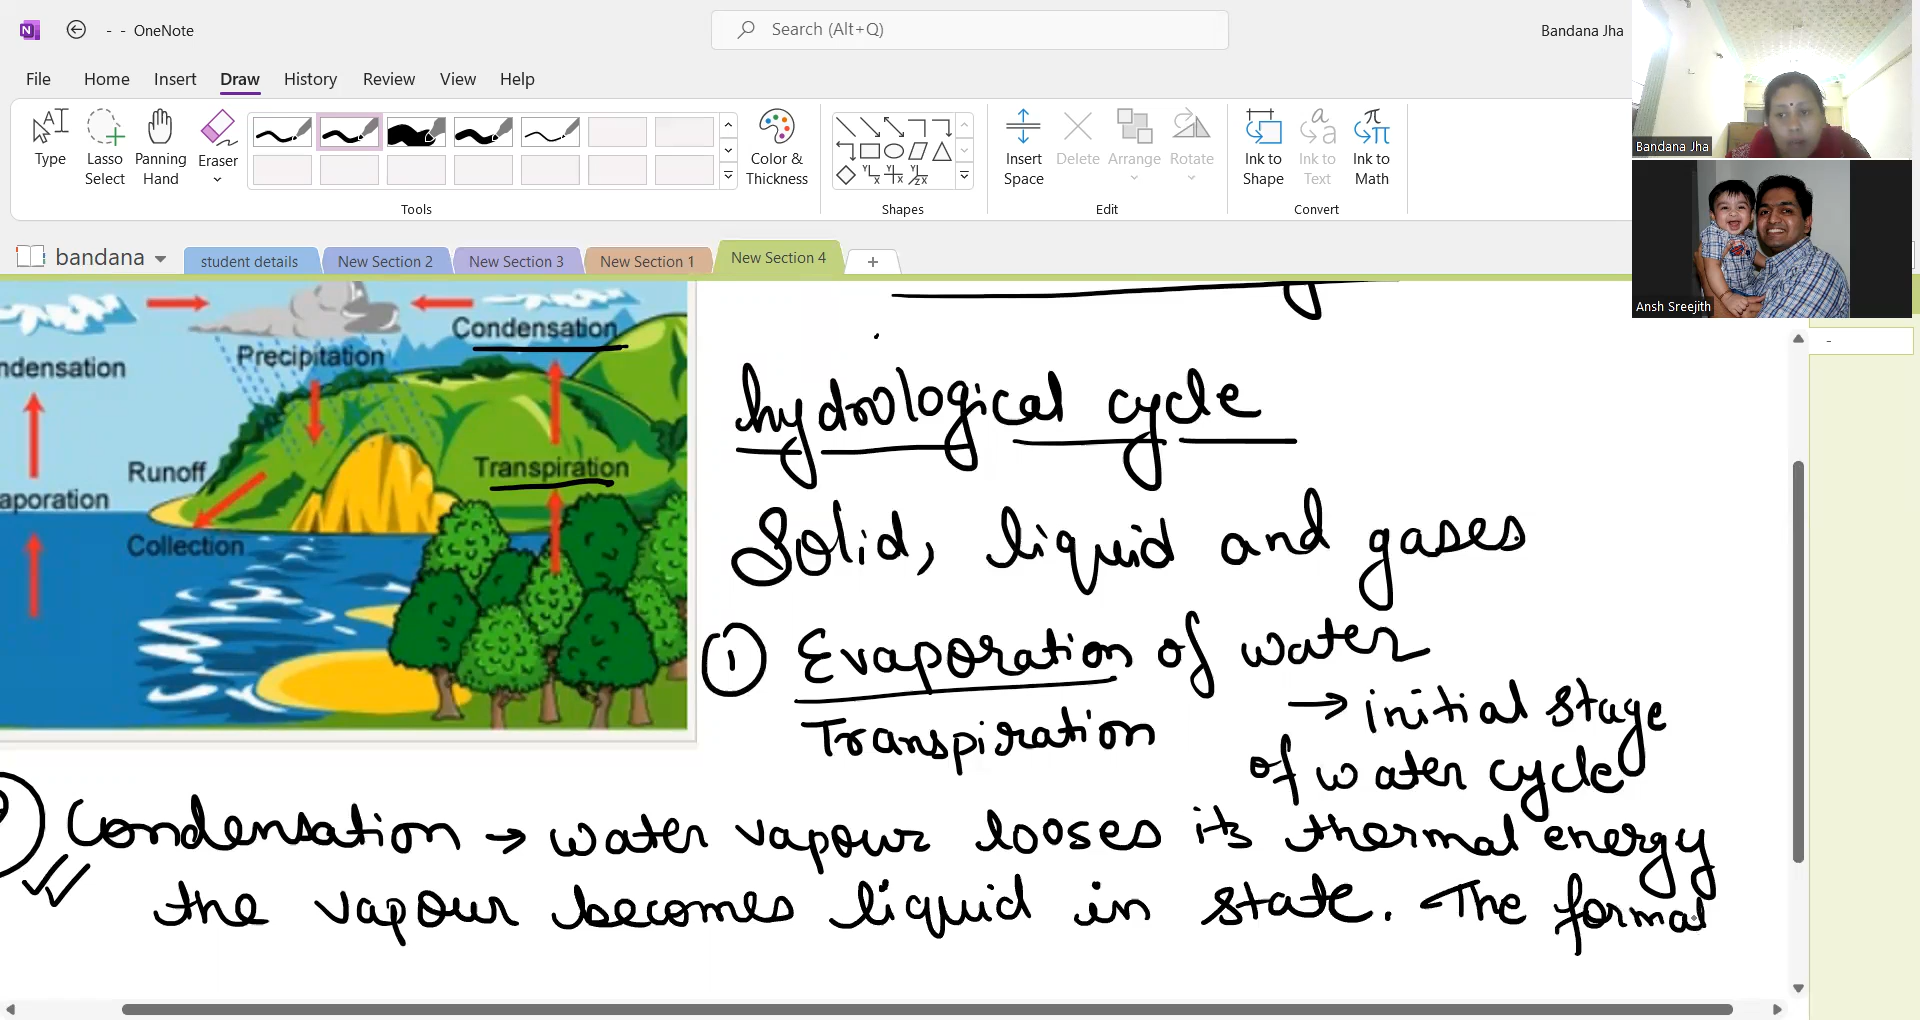 - - OneNote
Search (Alt+Q)
Bandana Jha
File Home Insert Draw History Review View Help
Type
Lasso Select
Panning Hand
Eraser
Color & Thickness
Insert Space
Delete
Arrange
Rotate
Ink to Shape
Ink to Text
Ink to Math
Tools
Shapes
Edit
Convert
Bandana Jha
Ansh Sreejith
bandana
student details
New Section 2
New Section 3
New Section 1
New Section 4
Condensation
Precipitation
ndensation
Runoff
Transpiration
aporation
Collection
hydrological cycle
Solid, liquid and gases
1 Evaporation of water
→ initial stage
Transpiration
of water cycle
Condensation → water vapour looses its thermal energy
the vapour becomes liquid in state. The format